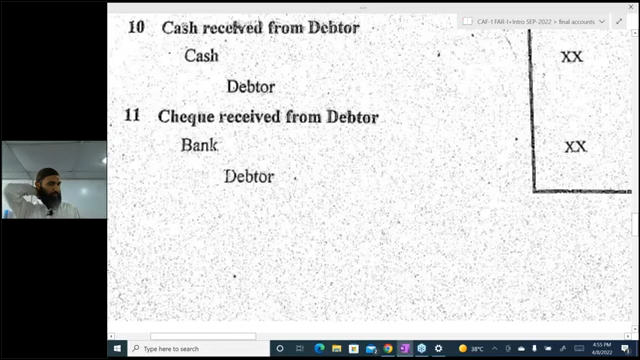 CAF-1 FAR-I+Intro SEP-2022 > final accounts
10 Cash received from Debtor
Cash XX
Debtor
11 Cheque received from Debtor
Bank XX
Debtor
Type here to search
38°C
4:55 PM
4/8/2022